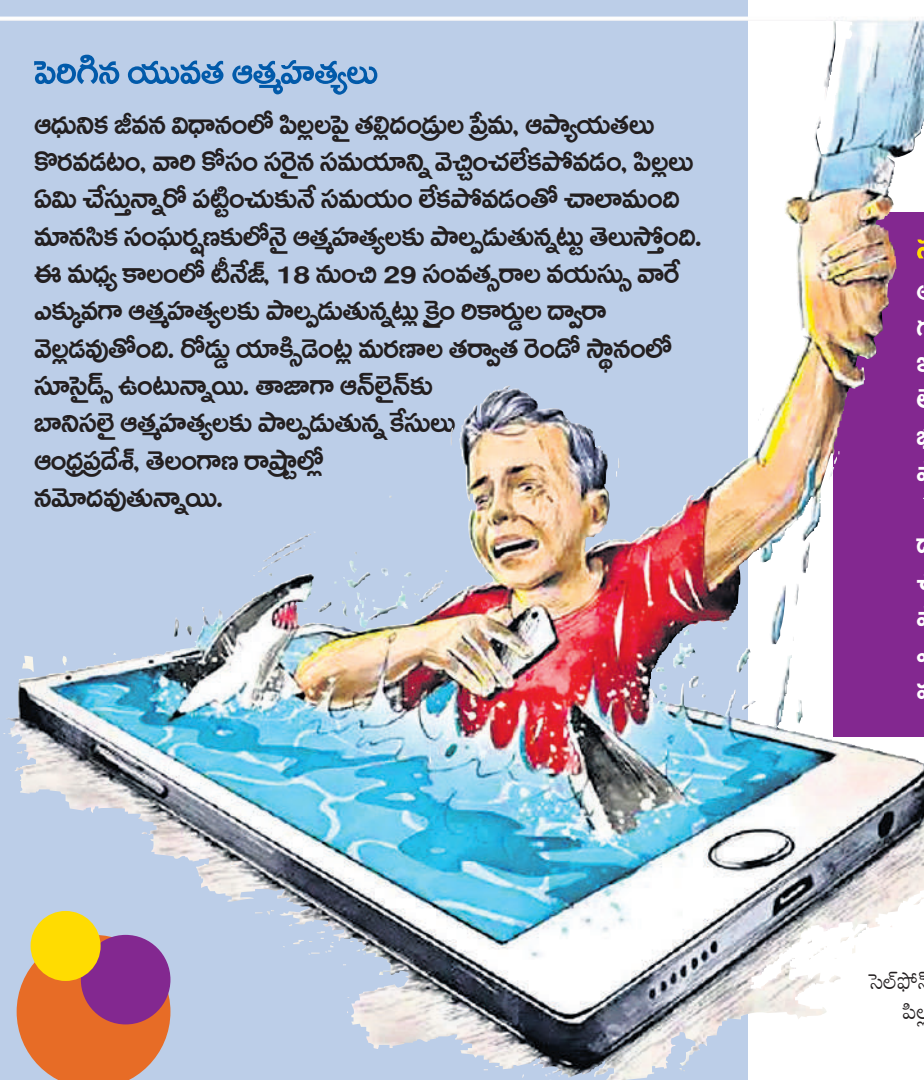 పెరిగిన యువత ఆత్మహత్యలు
ఆధునిక జీవన విధానంలో పిల్లలపై తల్లిదండ్రుల ప్రేమ, ఆప్యాయతలు
కొరవడటం, వారి కోసం సరైన సమయాన్ని వెచ్చించలేకపోవడం, పిల్లలు
ఏమి చేస్తున్నారో పట్టించుకునే సమయం లేకపోవడంతో చాలామంది
మానసిక సంఘర్షణకులోనై ఆత్మహత్యలకు పాల్పడుతున్నట్టు తెలుస్తోంది.
ఈ మధ్య కాలంలో టీనేజ్, 18 నుంచి 29 సంవత్సరాల వయస్సు వారే
ఎక్కువగా ఆత్మహత్యలకు పాల్పడుతున్నట్లు క్రైం రికార్డుల ద్వారా
వెల్లడవుతోంది. రోడ్డు యాక్సిడెంట్ల మరణాల తర్వాత రెండో స్థానంలో
సూసైడ్స్ ఉంటున్నాయి. తాజాగా ఆన్‌లైన్‌కు
బానిసలై ఆత్మహత్యలకు పాల్పడుతున్న కేసులు
ఆంధ్రప్రదేశ్, తెలంగాణ రాష్ట్రాల్లో
నమోదవుతున్నాయి.
సెల్‌ఫోన్
పిల్ల